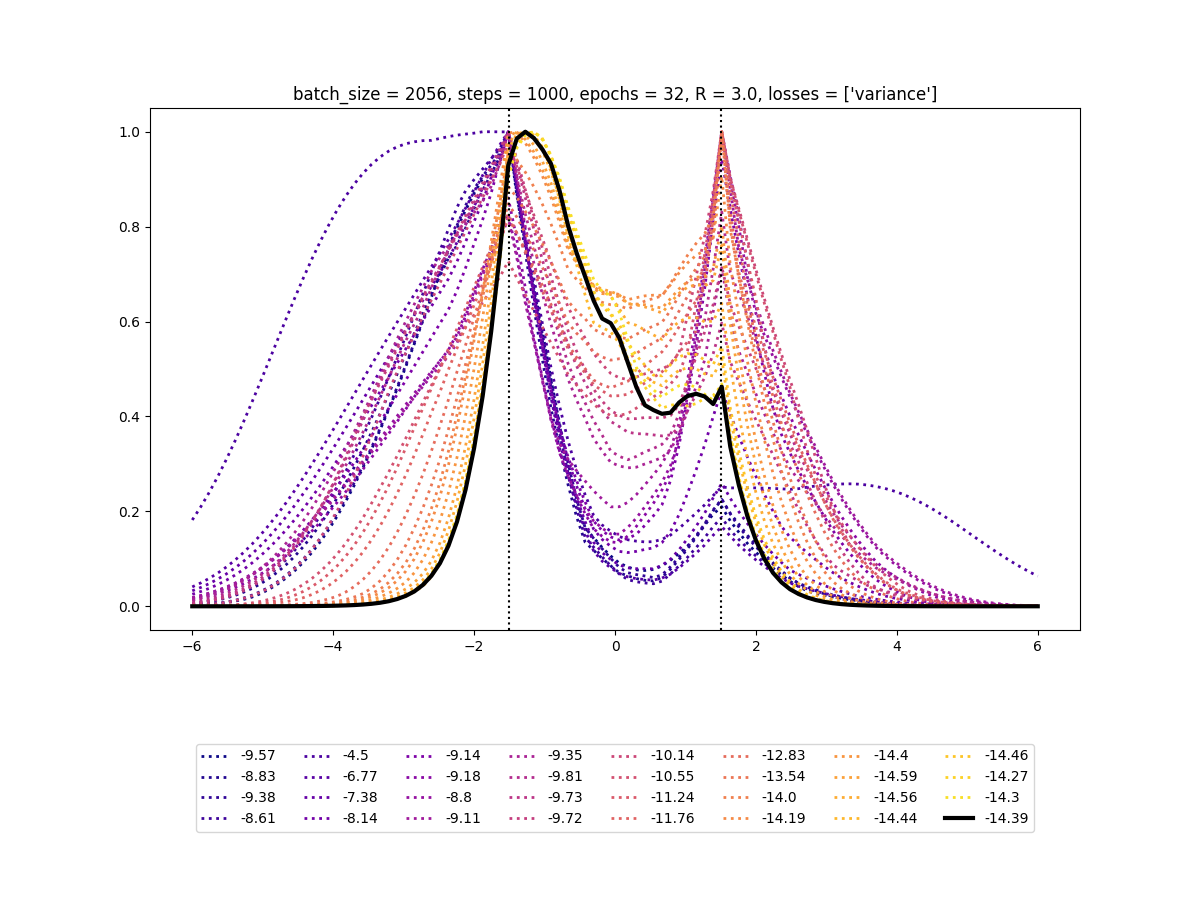 batch_size = 2056, steps = 1000, epochs = 32, R = 3.0, losses = ['variance']
1.0
0.8
0.6
0.4
0.2
0.0
−6 −4 −2 0 2 4 6
-9.57 -4.5 -9.14 -9.35 -10.14 -12.83 -14.4 -14.46
-8.83 -6.77 -9.18 -9.81 -10.55 -13.54 -14.59 -14.27
-9.38 -7.38 -8.8 -9.73 -11.24 -14.0 -14.56 -14.3
-8.61 -8.14 -9.11 -9.72 -11.76 -14.19 -14.44 -14.39